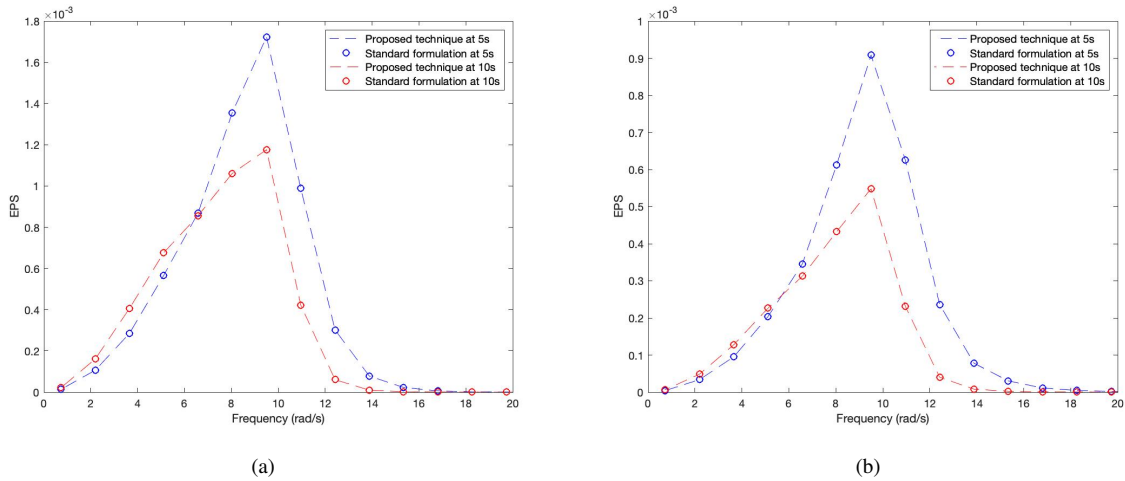 ×10⁻³
1.8
1.6
1.4
1.2
1
0.8
0.6
0.4
0.2
0
EPS
0 2 4 6 8 10 12 14 16 18 20
Frequency (rad/s)
Proposed technique at 5s
Standard formulation at 5s
Proposed technique at 10s
Standard formulation at 10s
(a)
×10⁻³
1
0.9
0.8
0.7
0.6
0.5
0.4
0.3
0.2
0.1
0
EPS
0 2 4 6 8 10 12 14 16 18 20
Frequency (rad/s)
Proposed technique at 5s
Standard formulation at 5s
Proposed technique at 10s
Standard formulation at 10s
(b)